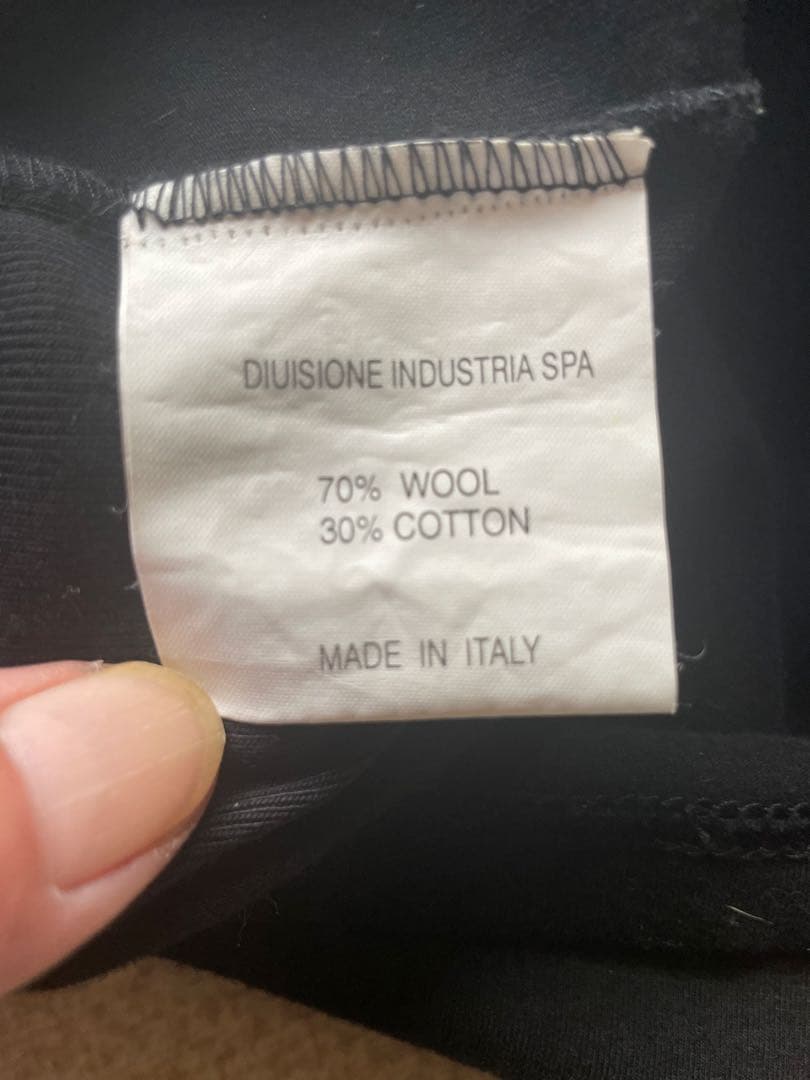 DIUISIONE INDUSTRIA SPA
70% WOOL
30% COTTON
MADE IN ITALY